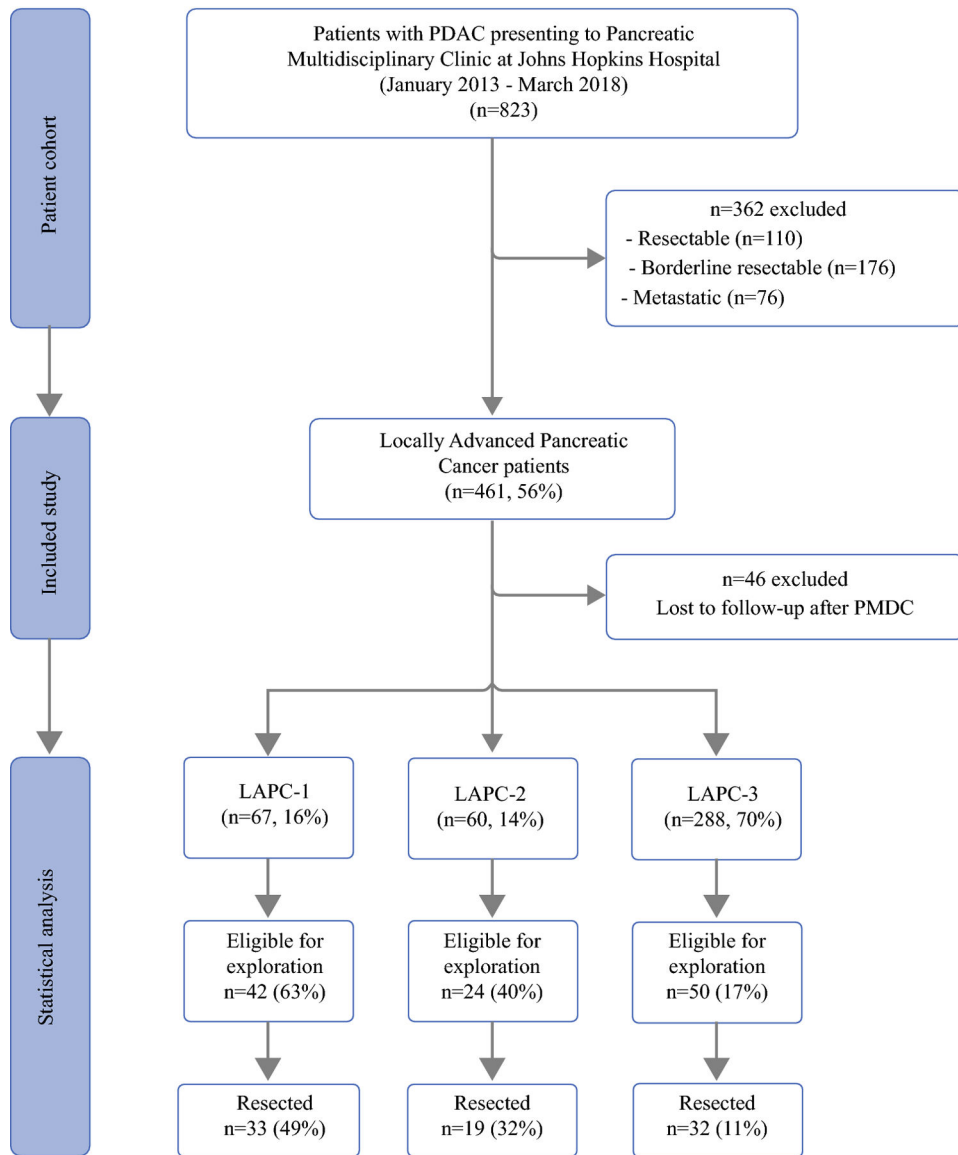 Patient cohort
Patients with PDAC presenting to Pancreatic
Multidisciplinary Clinic at Johns Hopkins Hospital
(January 2013 - March 2018)
(n=823)
n=362 excluded
- Resectable (n=110)
- Borderline resectable (n=176)
- Metastatic (n=76)
Included study
Locally Advanced Pancreatic
Cancer patients
(n=461, 56%)
n=46 excluded
Lost to follow-up after PMDC
Statistical analysis
LAPC-1
(n=67, 16%)
LAPC-2
(n=60, 14%)
LAPC-3
(n=288, 70%)
Eligible for
exploration
n=42 (63%)
Eligible for
exploration
n=24 (40%)
Eligible for
exploration
n=50 (17%)
Resected
n=33 (49%)
Resected
n=19 (32%)
Resected
n=32 (11%)